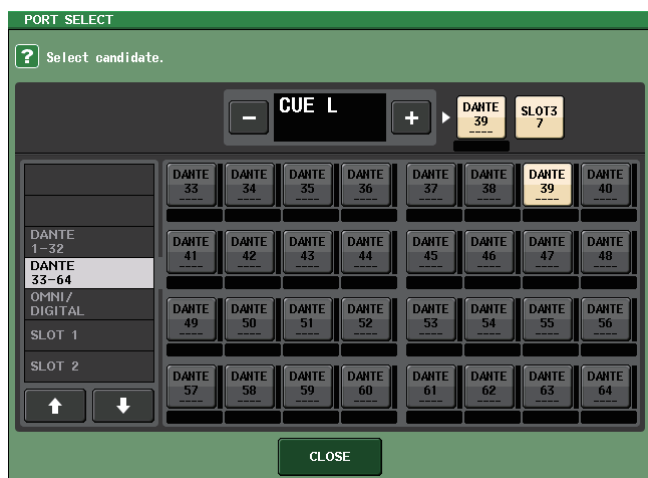 PORT SELECT
? Select candidate.
− CUE L + DANTE 39 ---- SLOT3 7
DANTE 1-32
DANTE 33-64
OMNI/ DIGITAL
SLOT 1
SLOT 2
DANTE 33 ---- DANTE 34 ---- DANTE 35 ---- DANTE 36 ---- DANTE 37 ---- DANTE 38 ---- DANTE 39 ---- DANTE 40 ----
DANTE 41 ---- DANTE 42 ---- DANTE 43 ---- DANTE 44 ---- DANTE 45 ---- DANTE 46 ---- DANTE 47 ---- DANTE 48 ----
DANTE 49 ---- DANTE 50 ---- DANTE 51 ---- DANTE 52 ---- DANTE 53 ---- DANTE 54 ---- DANTE 55 ---- DANTE 56 ----
DANTE 57 ---- DANTE 58 ---- DANTE 59 ---- DANTE 60 ---- DANTE 61 ---- DANTE 62 ---- DANTE 63 ---- DANTE 64 ----
CLOSE